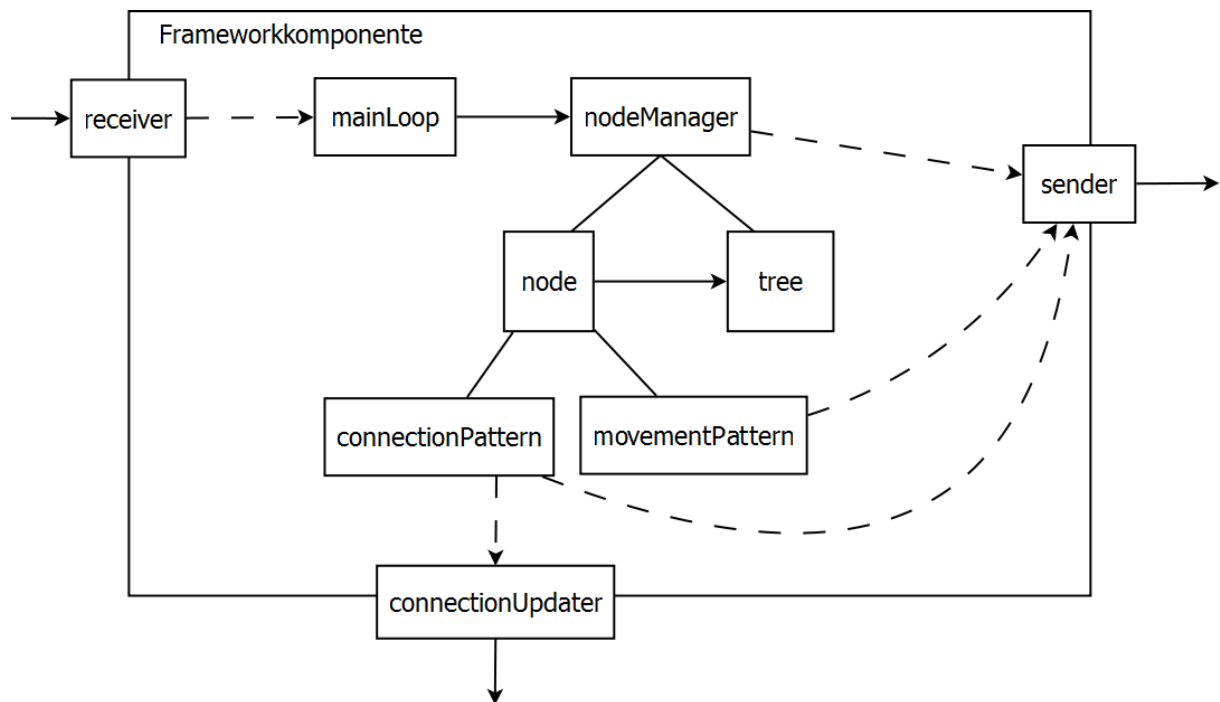 Frameworkkomponente
receiver
mainLoop
nodeManager
sender
node
tree
connectionPattern
movementPattern
connectionUpdater